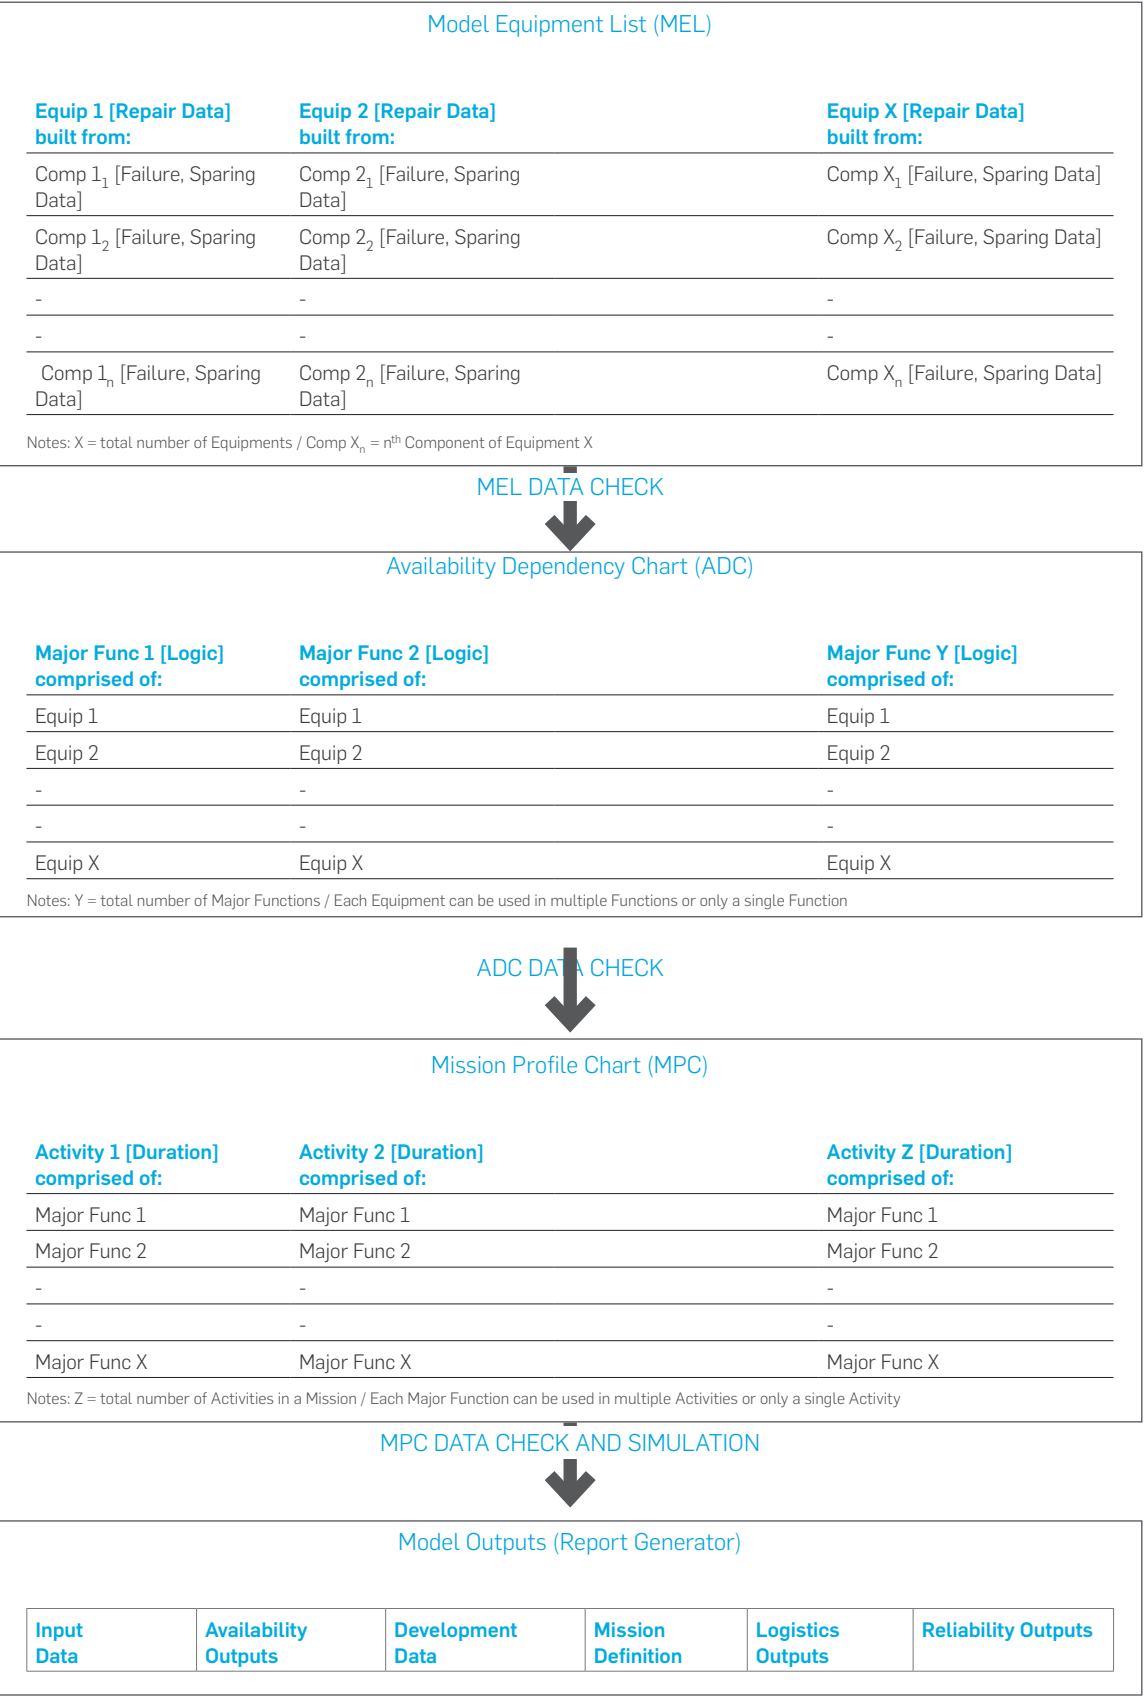 Model Equipment List (MEL)
Equip 1 [Repair Data] built from:
Equip 2 [Repair Data] built from:
Equip X [Repair Data] built from:
Comp 1₁ [Failure, Sparing Data]
Comp 2₁ [Failure, Sparing Data]
Comp X₁ [Failure, Sparing Data]
Comp 1₂ [Failure, Sparing Data]
Comp 2₂ [Failure, Sparing Data]
Comp X₂ [Failure, Sparing Data]
- - -
- - -
Comp 1ₙ [Failure, Sparing Data]
Comp 2ₙ [Failure, Sparing Data]
Comp Xₙ [Failure, Sparing Data]
Notes: X = total number of Equipments / Comp Xₙ = nᵗʰ Component of Equipment X
MEL DATA CHECK
Availability Dependency Chart (ADC)
Major Func 1 [Logic] comprised of:
Major Func 2 [Logic] comprised of:
Major Func Y [Logic] comprised of:
Equip 1 Equip 1 Equip 1
Equip 2 Equip 2 Equip 2
- - -
- - -
Equip X Equip X Equip X
Notes: Y = total number of Major Functions / Each Equipment can be used in multiple Functions or only a single Function
ADC DATA CHECK
Mission Profile Chart (MPC)
Activity 1 [Duration] comprised of:
Activity 2 [Duration] comprised of:
Activity Z [Duration] comprised of:
Major Func 1 Major Func 1 Major Func 1
Major Func 2 Major Func 2 Major Func 2
- - -
- - -
Major Func X Major Func X Major Func X
Notes: Z = total number of Activities in a Mission / Each Major Function can be used in multiple Activities or only a single Activity
MPC DATA CHECK AND SIMULATION
Model Outputs (Report Generator)
Input Data
Availability Outputs
Development Data
Mission Definition
Logistics Outputs
Reliability Outputs